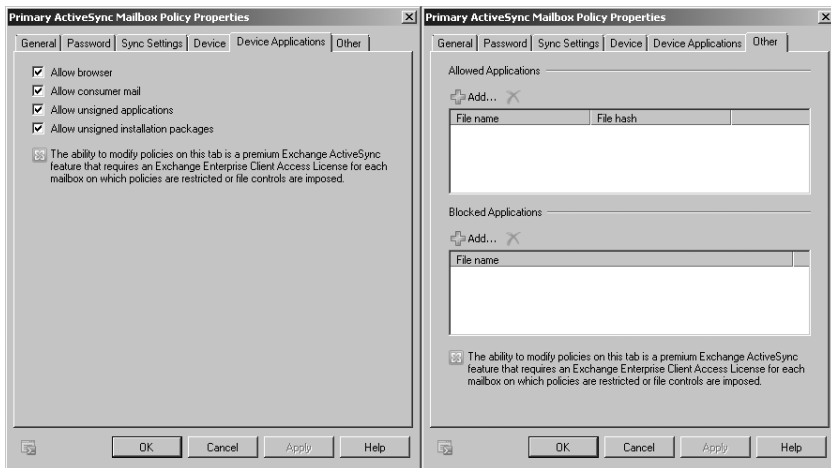 Primary ActiveSync Mailbox Policy Properties
General Password Sync Settings Device Device Applications Other
Allow browser
Allow consumer mail
Allow unsigned applications
Allow unsigned installation packages
The ability to modify policies on this tab is a premium Exchange ActiveSync
feature that requires an Exchange Enterprise Client Access License for each
mailbox on which policies are restricted or file controls are imposed.
OK Cancel Apply Help
Primary ActiveSync Mailbox Policy Properties
General Password Sync Settings Device Device Applications Other
Allowed Applications
Add...
File name File hash
Blocked Applications
Add...
File name
The ability to modify policies on this tab is a premium Exchange ActiveSync
feature that requires an Exchange Enterprise Client Access License for each
mailbox on which policies are restricted or file controls are imposed.
OK Cancel Apply Help